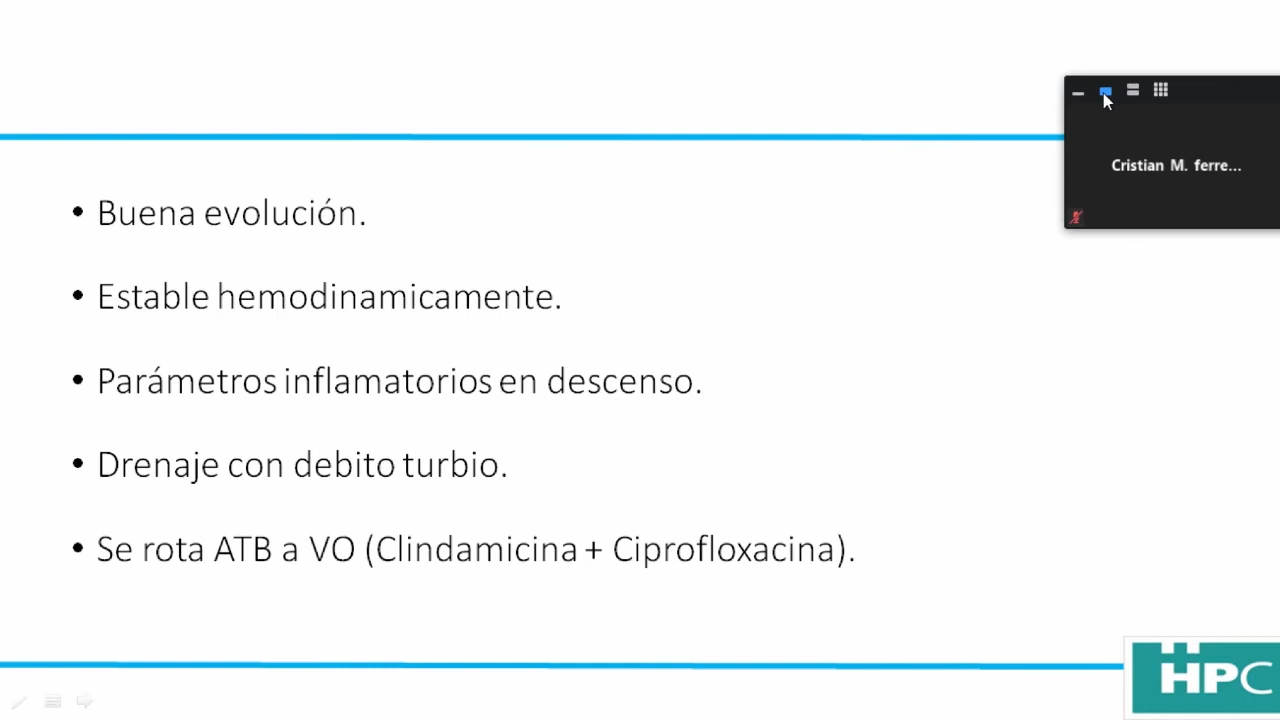 Cristian M. ferre...
• Buena evolución.
• Estable hemodinamicamente.
• Parámetros inflamatorios en descenso.
• Drenaje con debito turbio.
• Se rota ATB a VO (Clindamicina + Ciprofloxacina).
HPC